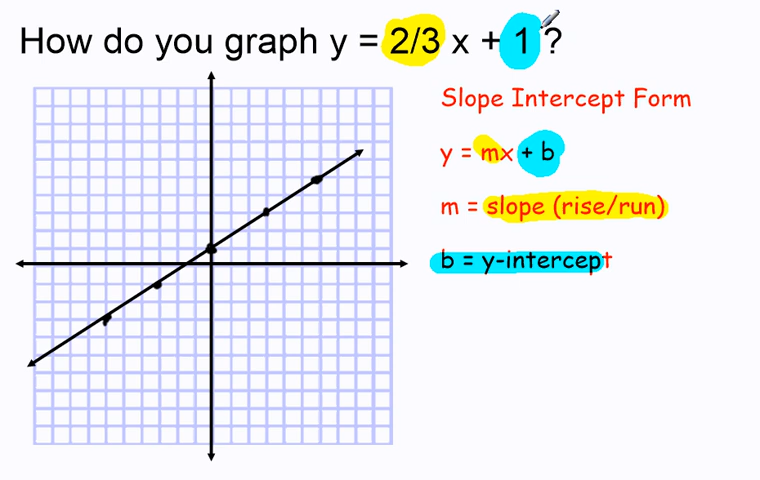 How do you graph y = 2/3 x + 1 ?
Slope Intercept Form
y = mx + b
m = slope (rise/run)
b = y-intercept